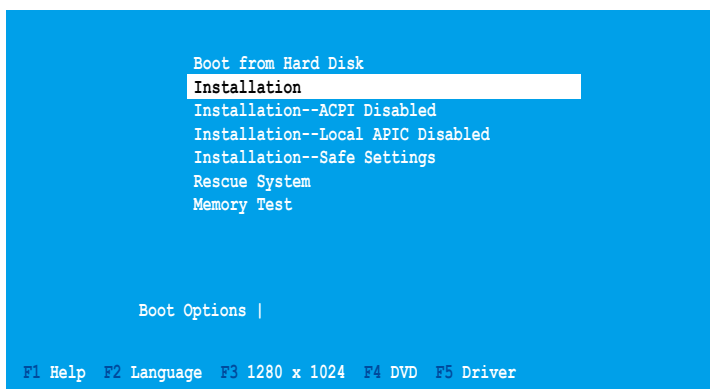 Boot from Hard Disk
Installation
Installation--ACPI Disabled
Installation--Local APIC Disabled
Installation--Safe Settings
Rescue System
Memory Test
Boot Options |
F1 Help F2 Language F3 1280 x 1024 F4 DVD F5 Driver